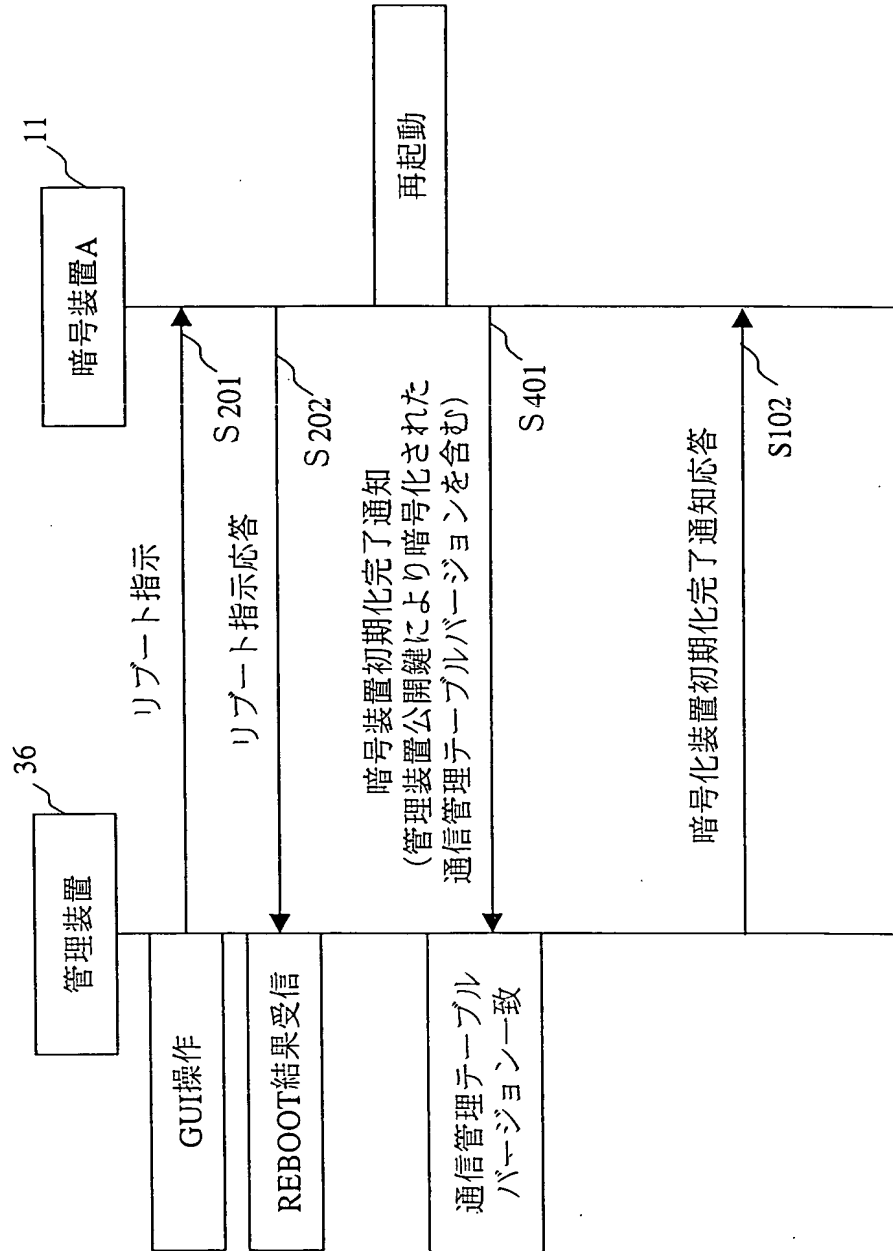 36
管理装置
11
暗号装置A
GUI操作
リブート指示
S201
REBOOT結果受信
リブート指示応答
S202
再起動
暗号装置初期化完了通知
(管理装置公開鍵により暗号化された
通信管理テーブルバージョンを含む)
S401
通信管理テーブル
バージョン一致
暗号化装置初期化完了通知応答
S102